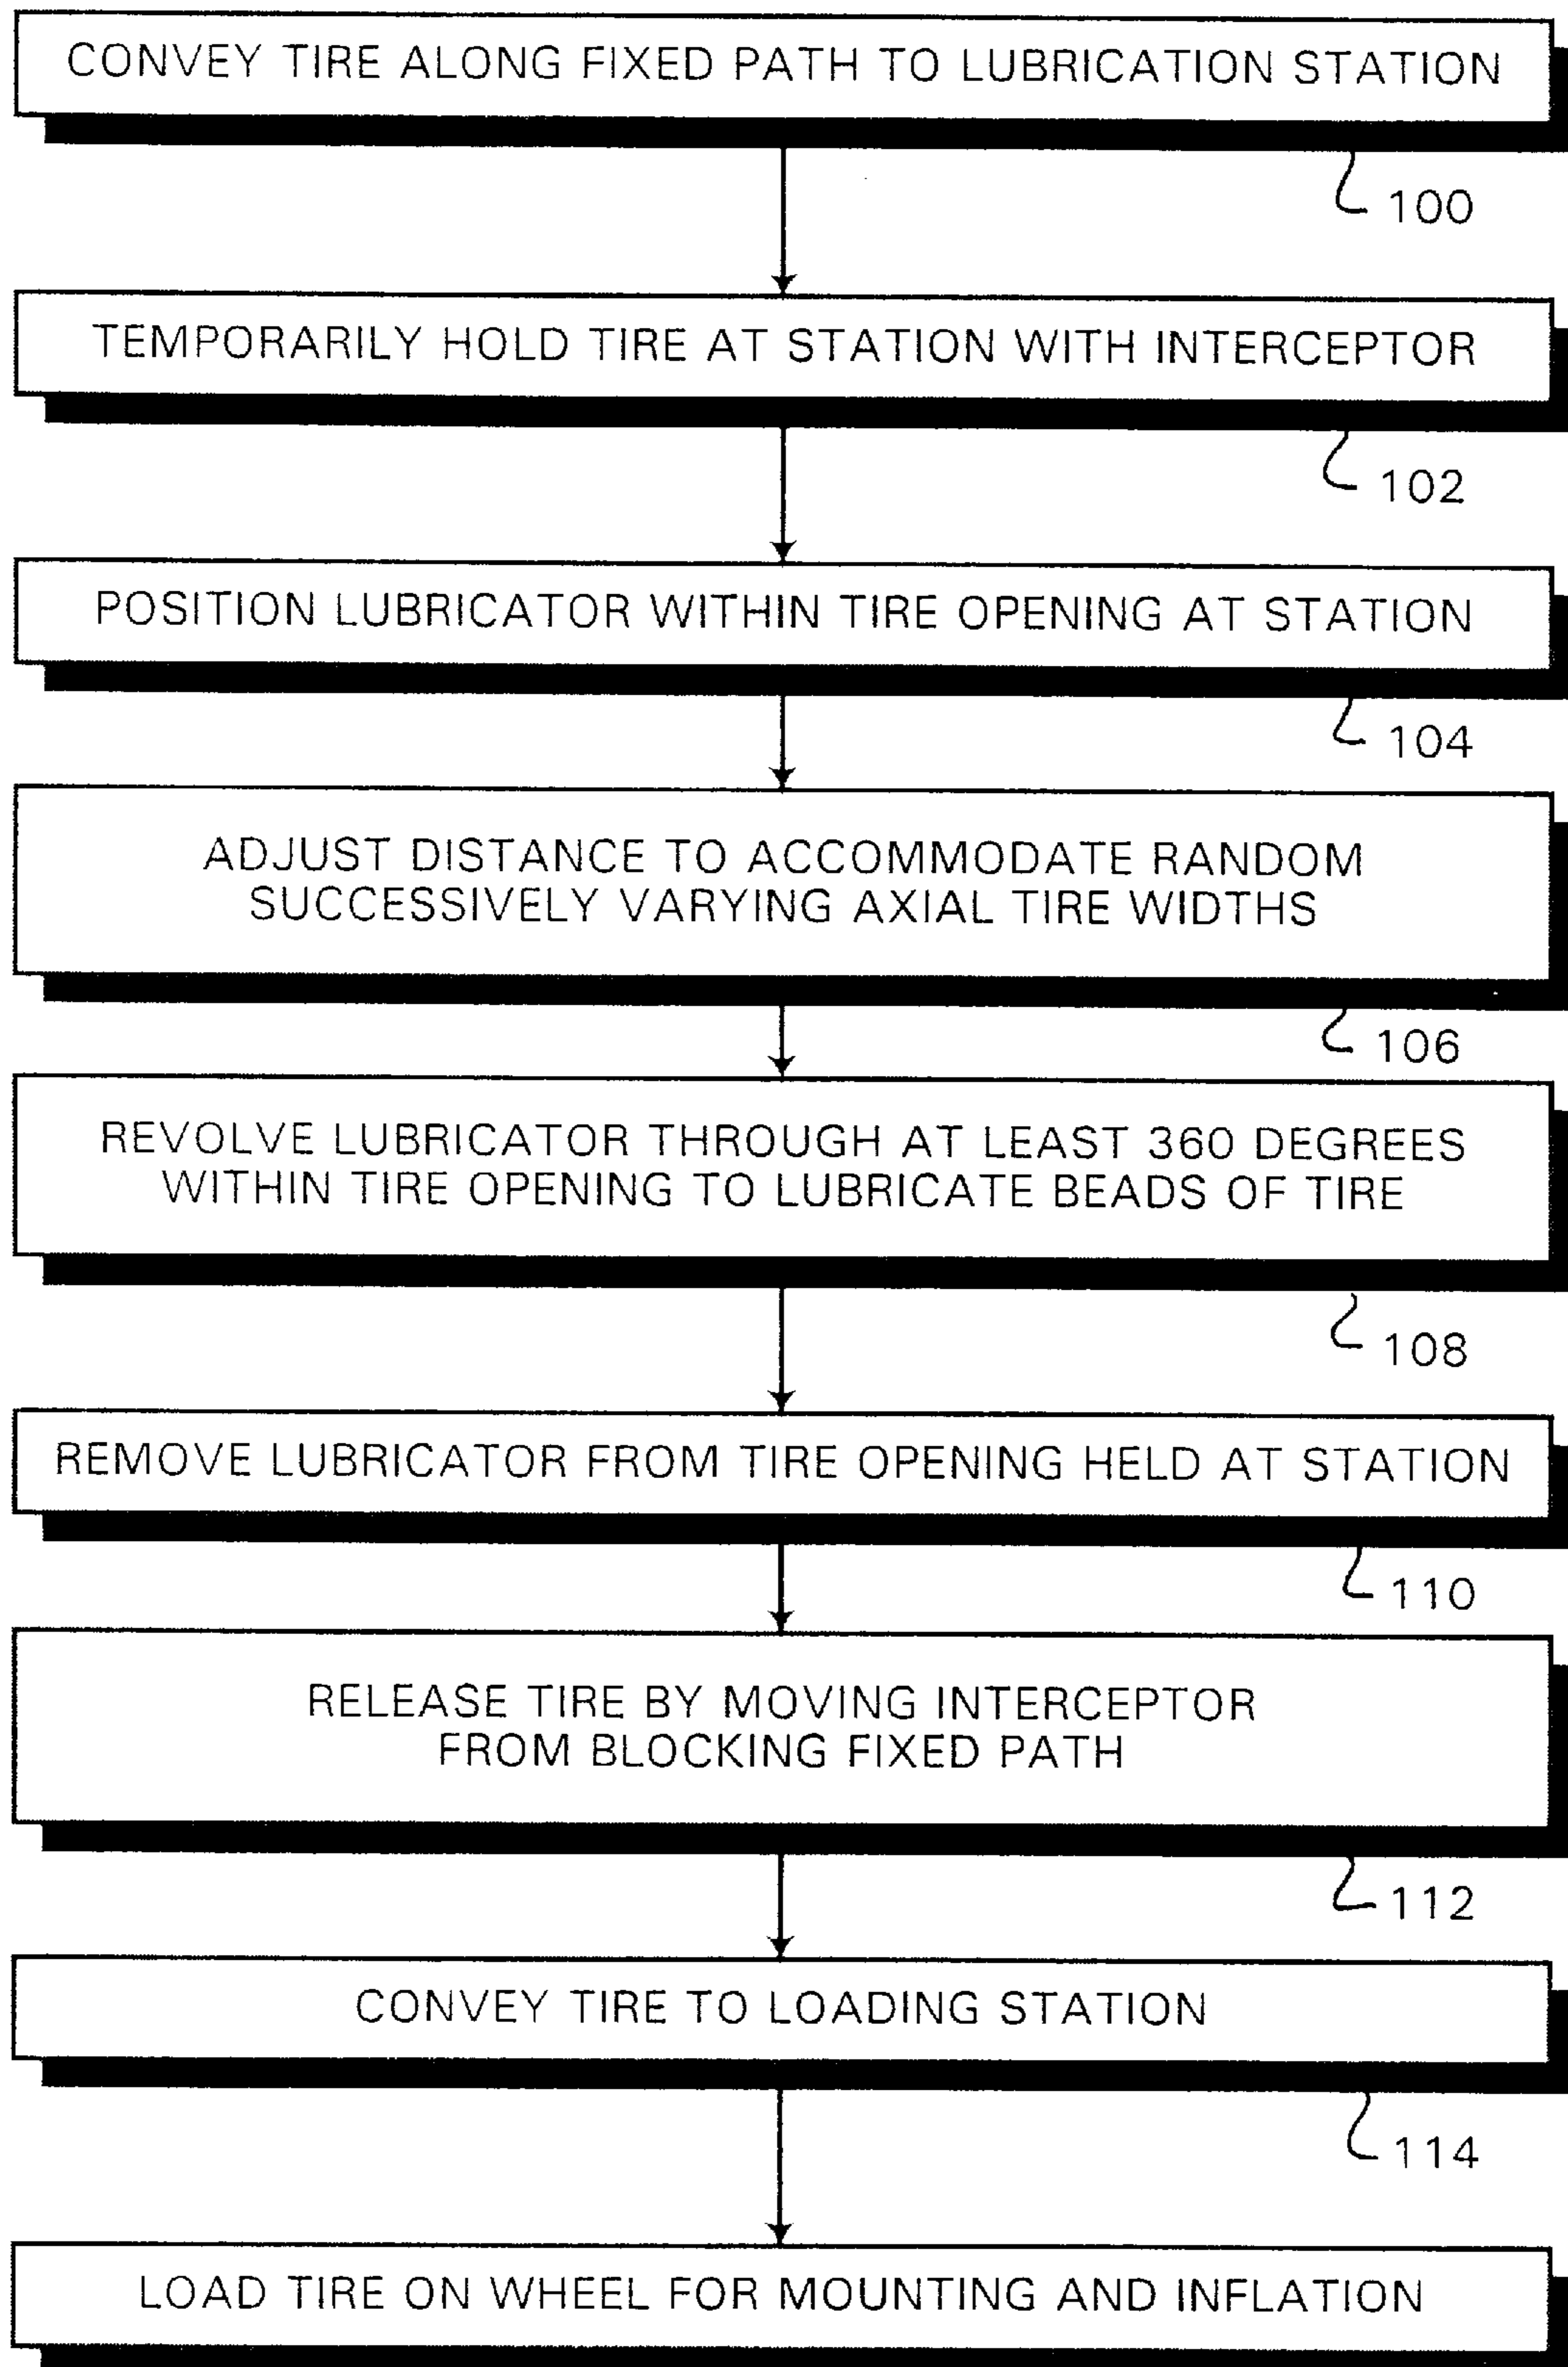 CONVEY TIRE ALONG FIXED PATH TO LUBRICATION STATION
100
TEMPORARILY HOLD TIRE AT STATION WITH INTERCEPTOR
102
POSITION LUBRICATOR WITHIN TIRE OPENING AT STATION
104
ADJUST DISTANCE TO ACCOMMODATE RANDOM
SUCCESSIVELY VARYING AXIAL TIRE WIDTHS
106
REVOLVE LUBRICATOR THROUGH AT LEAST 360 DEGREES
WITHIN TIRE OPENING TO LUBRICATE BEADS OF TIRE
108
REMOVE LUBRICATOR FROM TIRE OPENING HELD AT STATION
110
RELEASE TIRE BY MOVING INTERCEPTOR
FROM BLOCKING FIXED PATH
112
CONVEY TIRE TO LOADING STATION
114
LOAD TIRE ON WHEEL FOR MOUNTING AND INFLATION